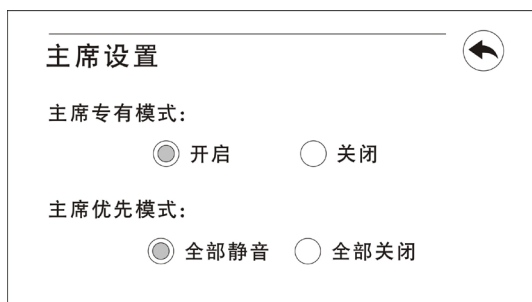 主席设置
主席专有模式:
开启 关闭
主席优先模式:
全部静音 全部关闭